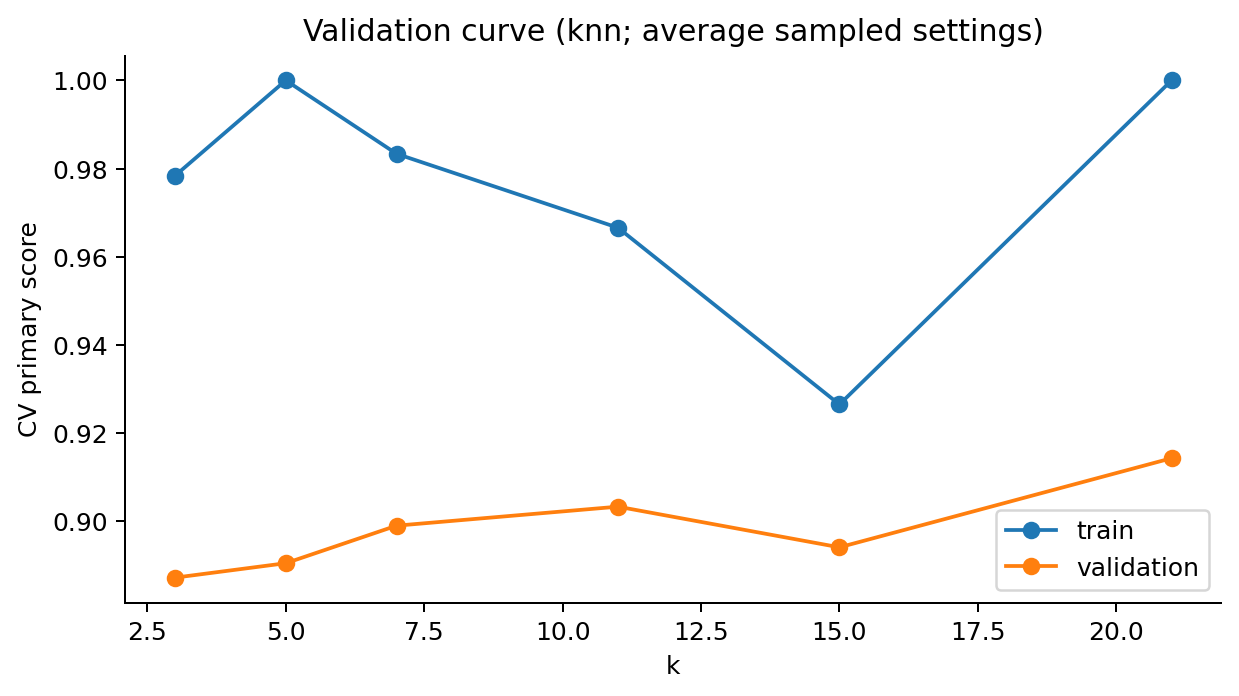 Validation curve (knn; average sampled settings)
1.00
0.98
0.96
0.94
0.92
0.90
CV primary score
train
validation
2.5 5.0 7.5 10.0 12.5 15.0 17.5 20.0
k